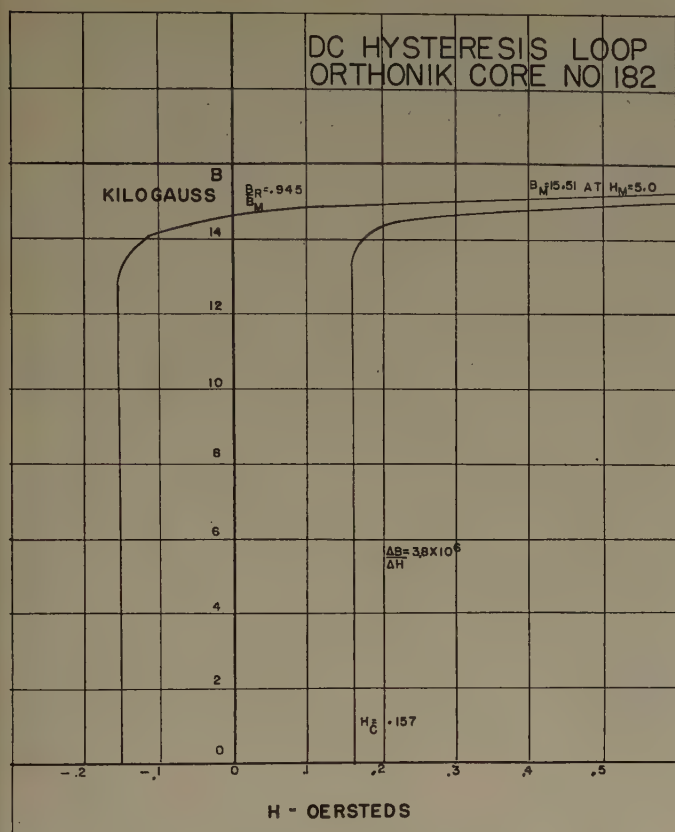 DC HYSTERESIS LOOP
ORTHONIK CORE NO 182
B
KILOGAUSS
BR=.945
BM
BM=15.51 AT HM=5.0
14
12
10
8
6
ΔB=3.8X10⁶
ΔH
4
2
HC= .157
0
-.2 -.1 0 .1 .2 .3 .4 .5
H - OERSTEDS